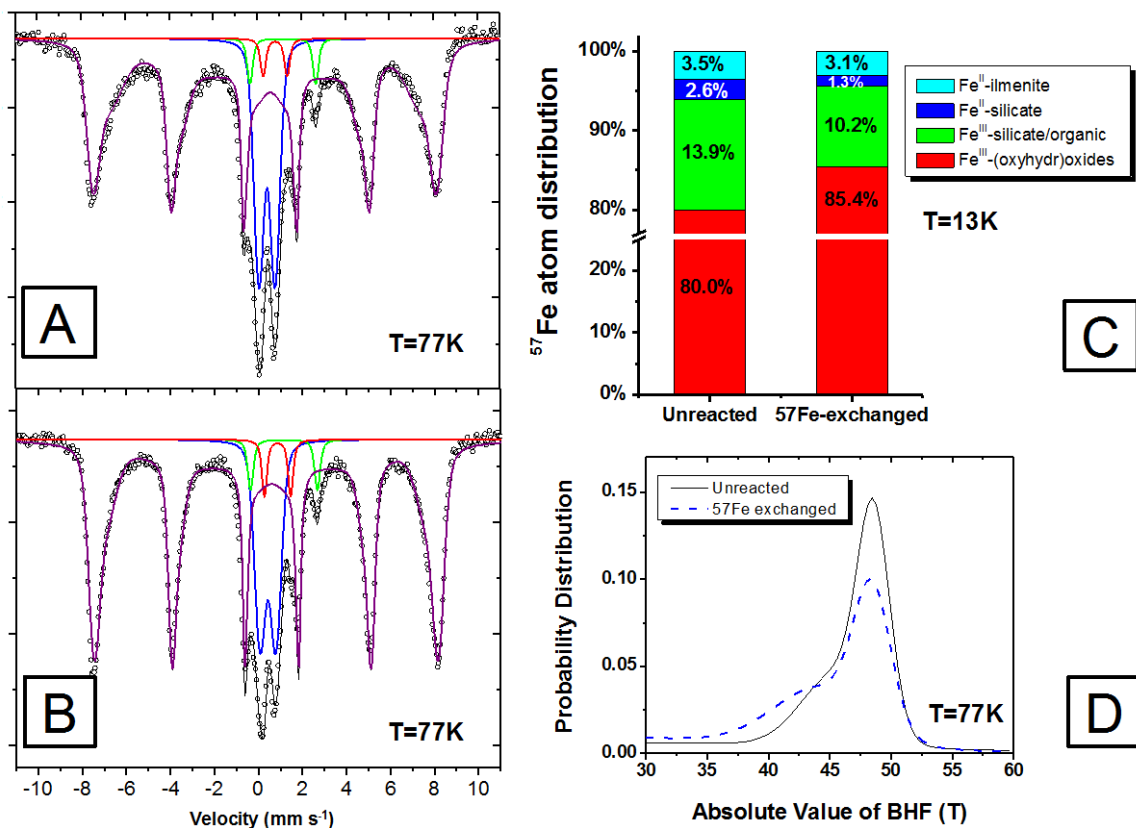 A
T=77K
B
T=77K
-10 -8 -6 -4 -2 0 2 4 6 8 10
Velocity (mm s⁻¹)
57Fe atom distribution
100%
90%
80%
20%
10%
0%
3.5%
2.6%
13.9%
80.0%
3.1%
1.3%
10.2%
85.4%
Unreacted 57Fe-exchanged
Feᴵᴵ-ilmenite
Feᴵᴵ-silicate
Feᴵᴵᴵ-silicate/organic
Feᴵᴵᴵ-(oxyhydr)oxides
T=13K
C
Probability Distribution
0.15
0.10
0.05
0.00
Unreacted
57Fe exchanged
T=77K
30 40 45 50 55 60
Absolute Value of BHF (T)
D